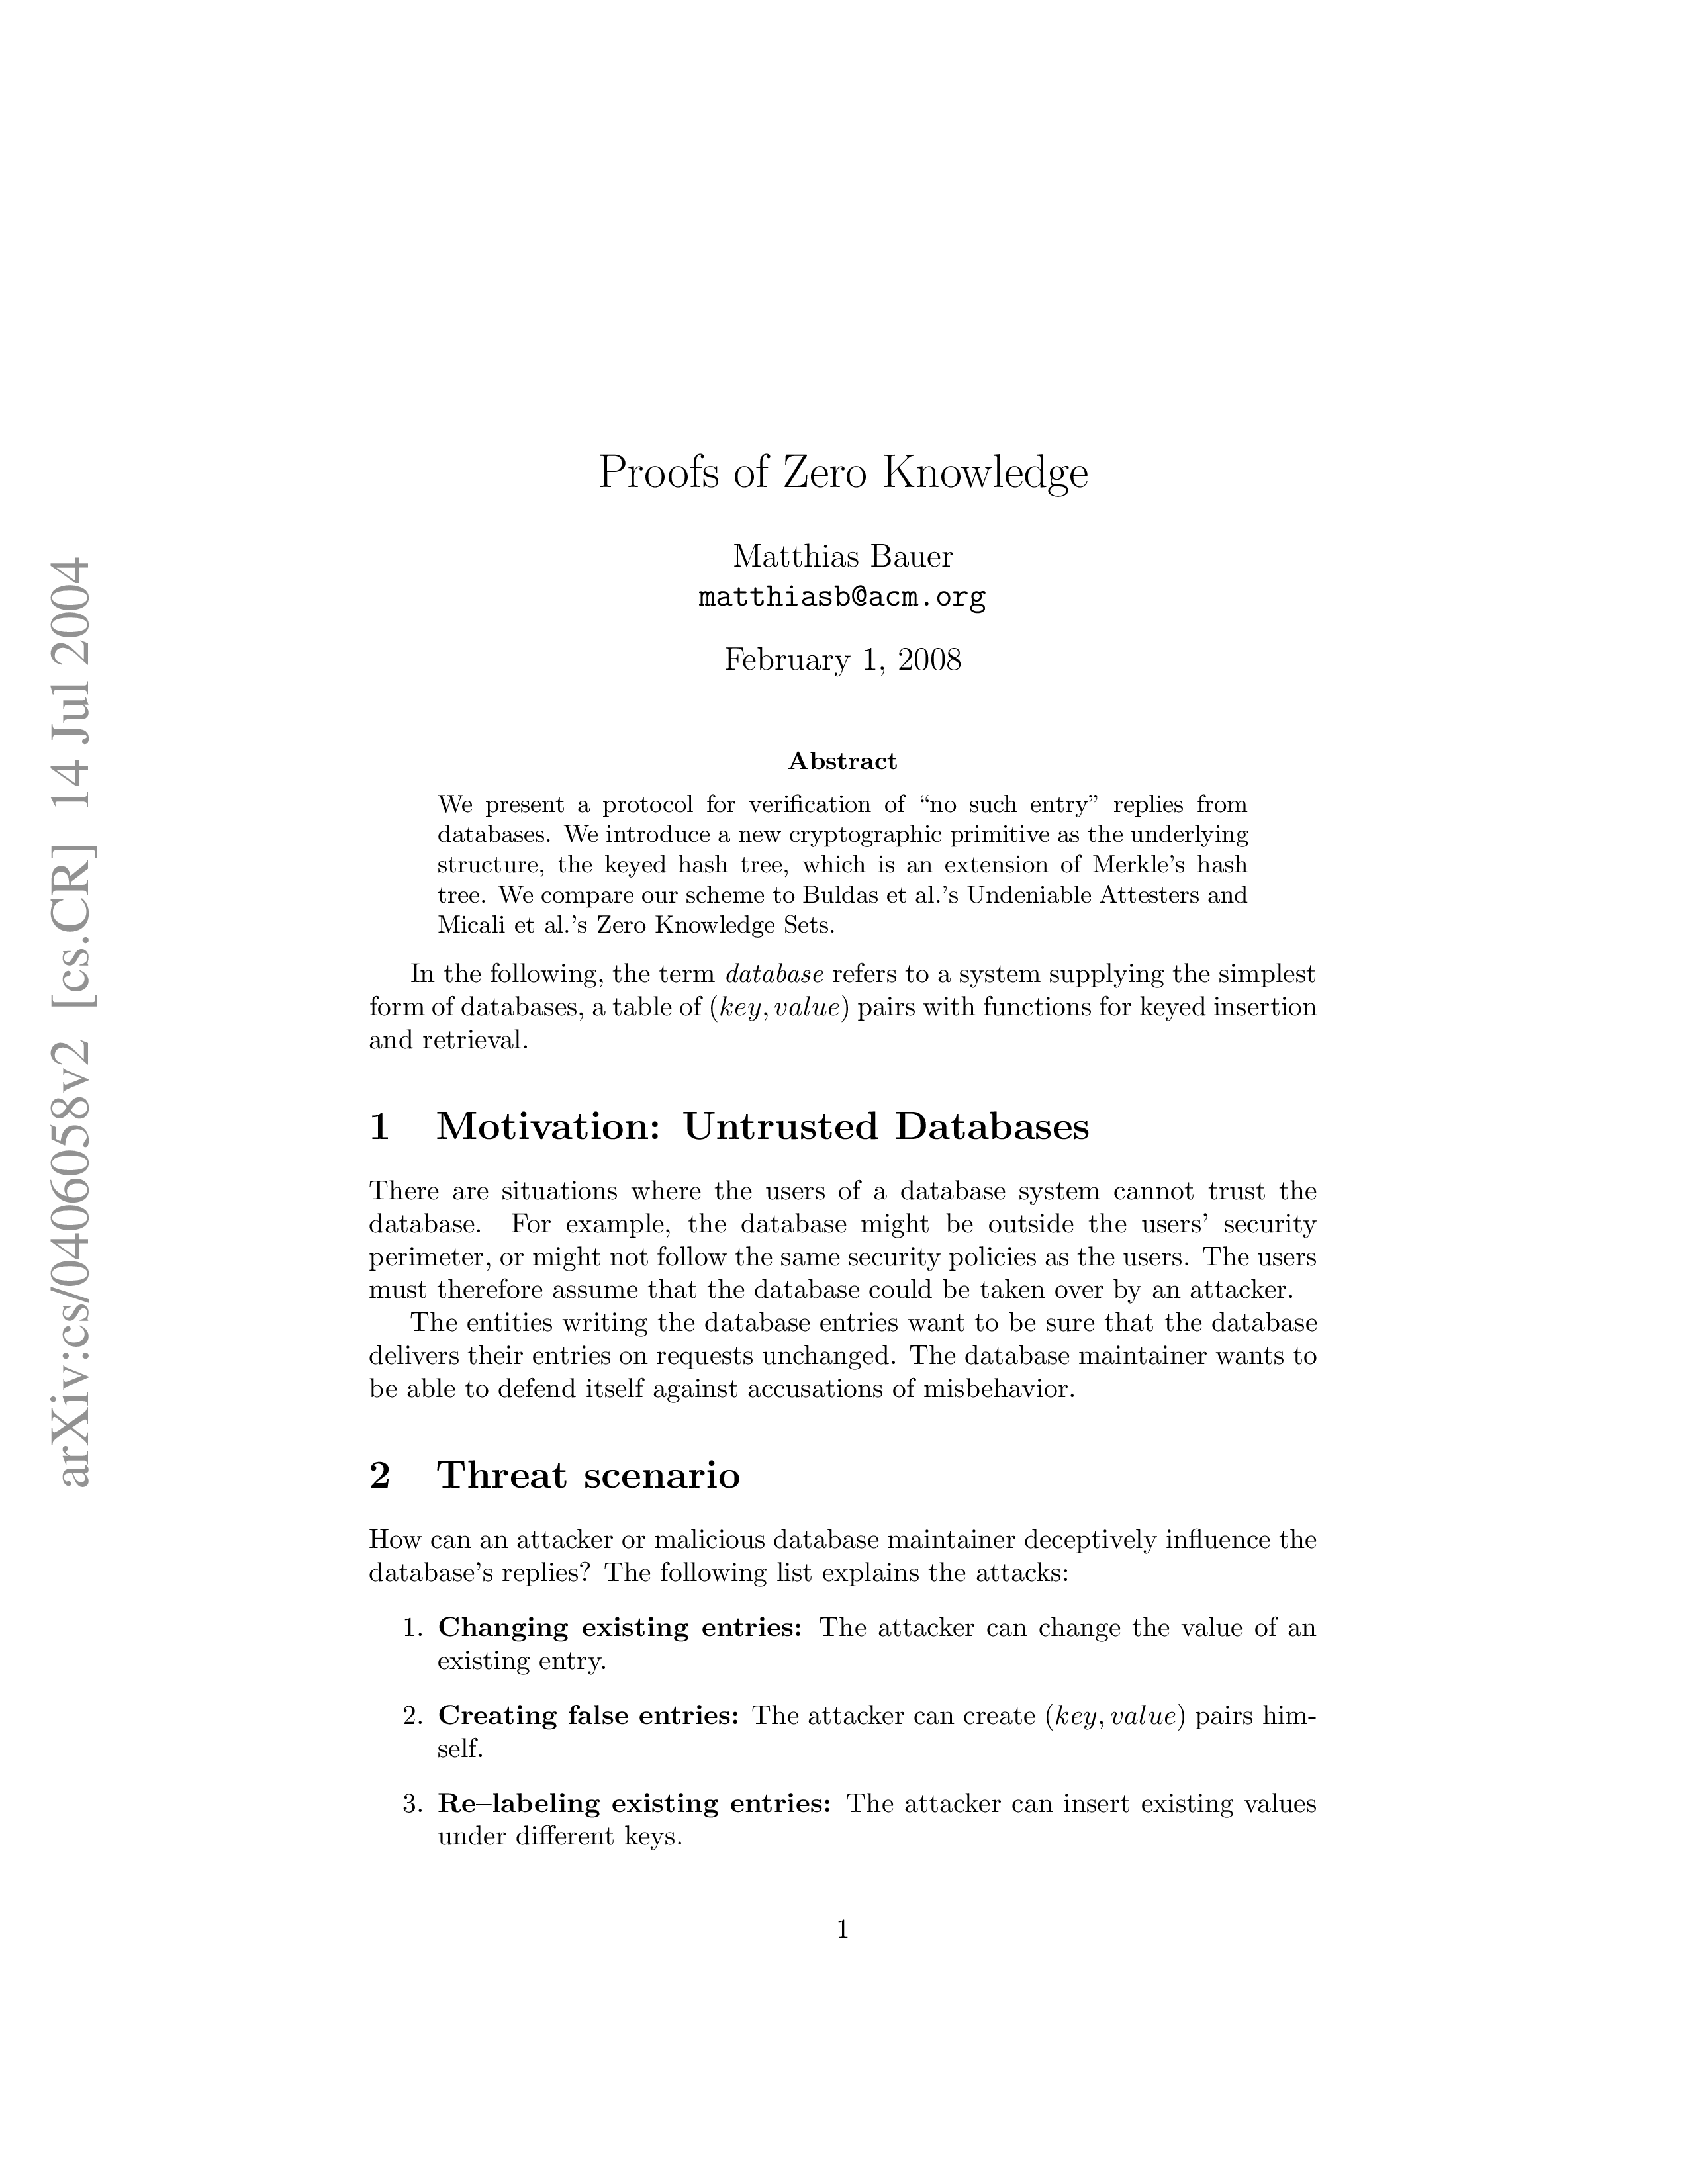 arXiv:cs/0406058v2 [cs.CR] 14 Jul 2004
Proofs of Zero Knowledge
Matthias Bauer
matthiasb@acm.org
February 1, 2008
Abstract
We present a protocol for verification of “no such entry” replies from
databases. We introduce a new cryptographic primitive as the underlying
structure, the keyed hash tree, which is an extension of Merkle’s hash
tree. We compare our scheme to Buldas et al.’s Undeniable Attesters and
Micali et al.’s Zero Knowledge Sets.
In the following, the term database refers to a system supplying the simplest
form of databases, a table of (key, value) pairs with functions for keyed insertion
and retrieval.
1 Motivation: Untrusted Databases
There are situations where the users of a database system cannot trust the
database. For example, the database might be outside the users’ security
perimeter, or might not follow the same security policies as the users. The users
must therefore assume that the database could be taken over by an attacker.
The entities writing the database entries want to be sure that the database
delivers their entries on requests unchanged. The database maintainer wants to
be able to defend itself against accusations of misbehavior.
2 Threat scenario
How can an attacker or malicious database maintainer deceptively influence the
database’s replies? The following list explains the attacks:
1. Changing existing entries: The attacker can change the value of an
existing entry.
2. Creating false entries: The attacker can create (key, value) pairs him-
self.
3. Re–labeling existing entries: The attacker can insert existing values
under different keys.
1